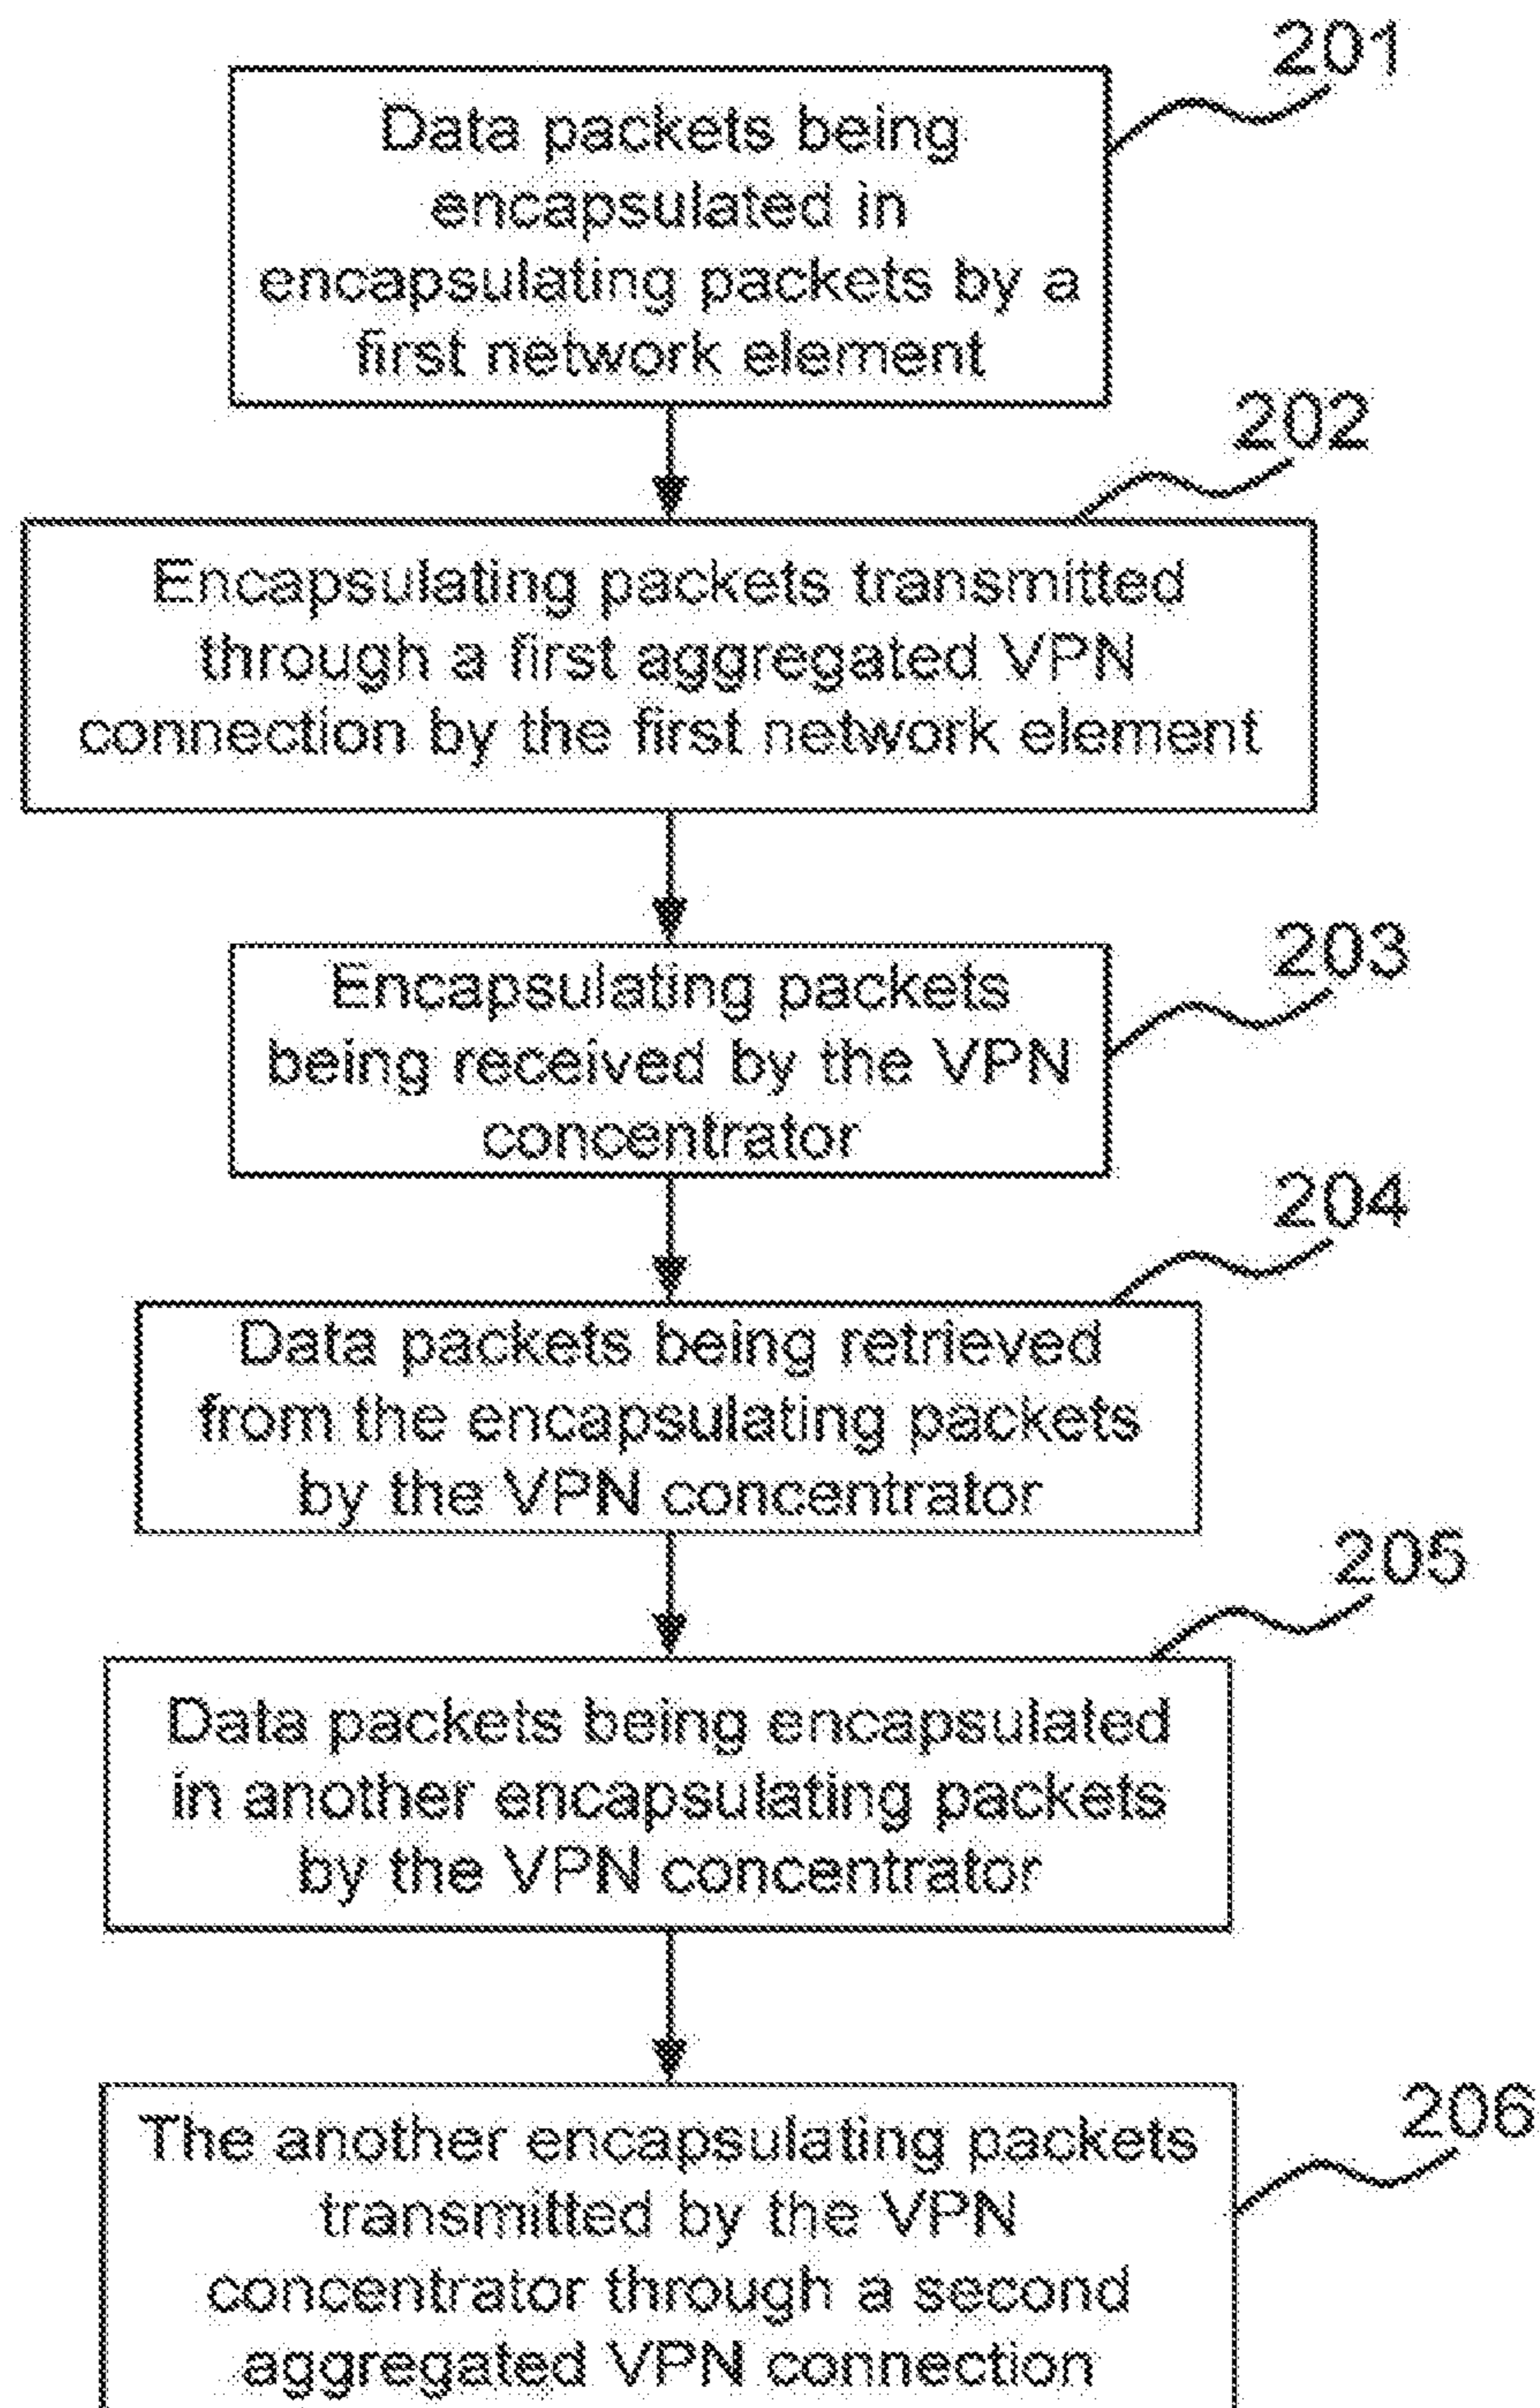 201
Data packets being
encapsulated in
encapsulating packets by a
first network element
202
Encapsulating packets transmitted
through a first aggregated VPN
connection by the first network element
203
Encapsulating packets
being received by the VPN
concentrator
204
Data packets being retrieved
from the encapsulating packets
by the VPN concentrator
205
Data packets being encapsulated
in another encapsulating packets
by the VPN concentrator
206
The another encapsulating packets
transmitted by the VPN
concentrator through a second
aggregated VPN connection